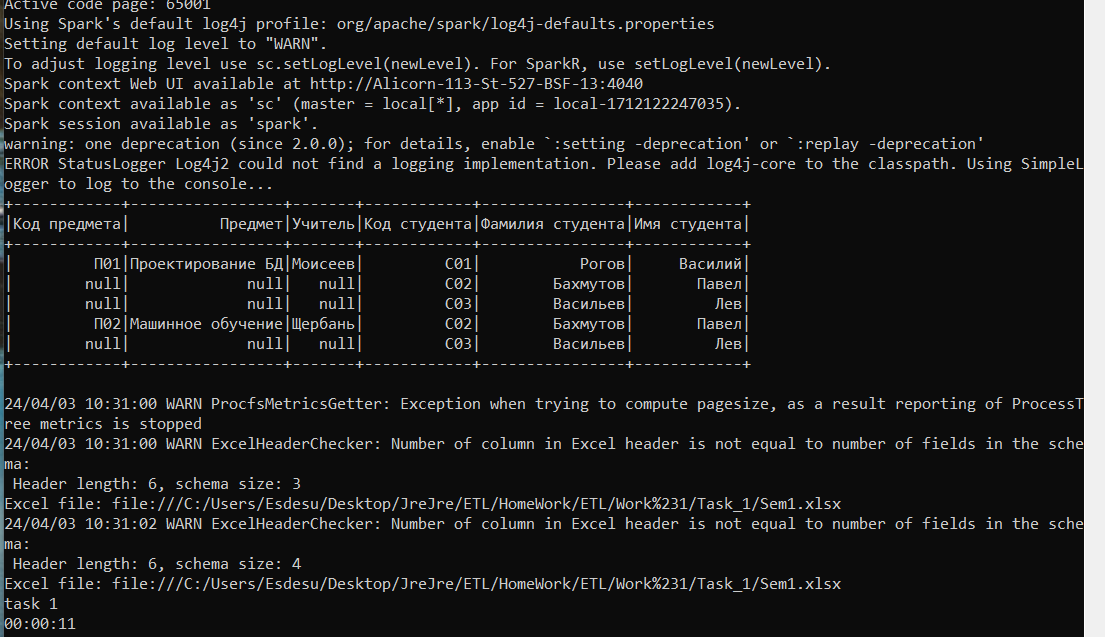 Active code page: 65001
Using Spark's default log4j profile: org/apache/spark/log4j-defaults.properties
Setting default log level to "WARN".
To adjust logging level use sc.setLogLevel(newLevel). For SparkR, use setLogLevel(newLevel).
Spark context Web UI available at http://Alicorn-113-St-527-BSF-13:4040
Spark context available as 'sc' (master = local[*], app id = local-1712122247035).
Spark session available as 'spark'.
warning: one deprecation (since 2.0.0); for details, enable `:setting -deprecation' or `:replay -deprecation'
ERROR StatusLogger Log4j2 could not find a logging implementation. Please add log4j-core to the classpath. Using SimpleL
ogger to log to the console...
+------------+-----------------+-------+------------+----------------+------------+
|Код предмета|          Предмет|Учитель|Код студента|Фамилия студента|Имя студента|
+------------+-----------------+-------+------------+----------------+------------+
|         П01|Проектирование БД|Моисеев|         С01|           Рогов|     Василий|
|        null|             null|   null|         С02|        Бахмутов|       Павел|
|        null|             null|   null|         С03|        Васильев|         Лев|
|         П02|Машинное обучение|Щербань|         С02|        Бахмутов|       Павел|
|        null|             null|   null|         С03|        Васильев|         Лев|
+------------+-----------------+-------+------------+----------------+------------+
24/04/03 10:31:00 WARN ProcfsMetricsGetter: Exception when trying to compute pagesize, as a result reporting of ProcessT
ree metrics is stopped
24/04/03 10:31:00 WARN ExcelHeaderChecker: Number of column in Excel header is not equal to number of fields in the sche
ma:
 Header length: 6, schema size: 3
Excel file: file:///C:/Users/Esdesu/Desktop/JreJre/ETL/HomeWork/ETL/Work%231/Task_1/Sem1.xlsx
24/04/03 10:31:02 WARN ExcelHeaderChecker: Number of column in Excel header is not equal to number of fields in the sche
ma:
 Header length: 6, schema size: 4
Excel file: file:///C:/Users/Esdesu/Desktop/JreJre/ETL/HomeWork/ETL/Work%231/Task_1/Sem1.xlsx
task 1
00:00:11